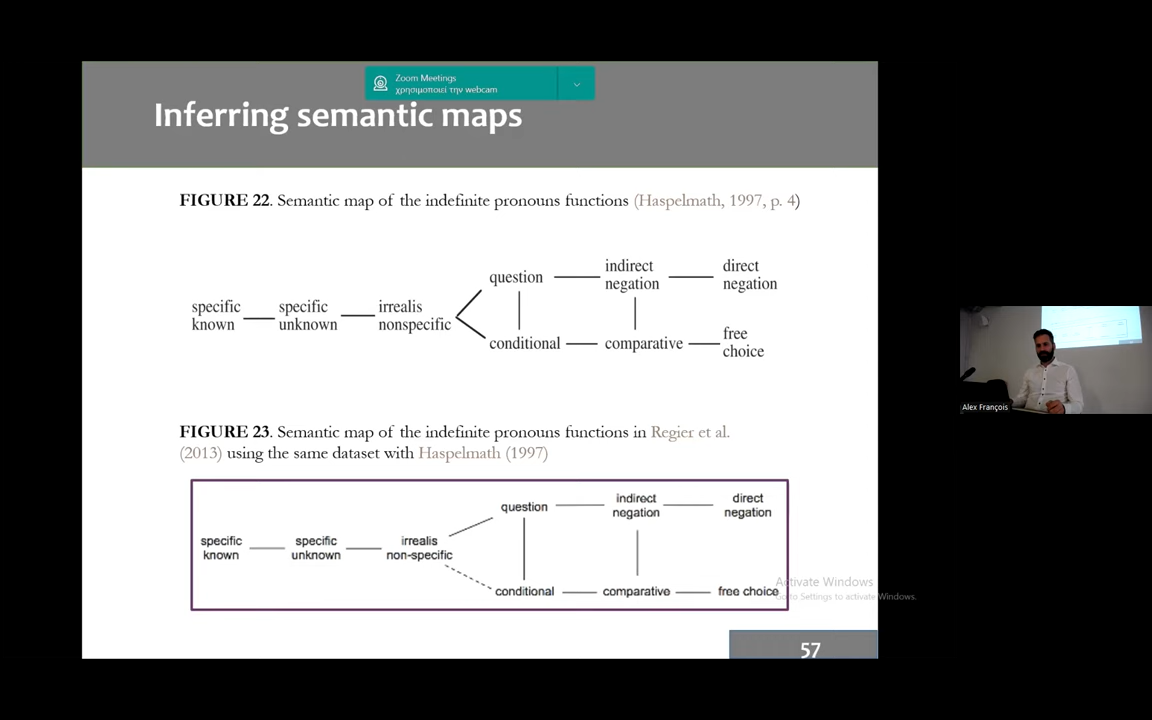 Zoom Meetings
χρησιμοποιεί την webcam
Inferring semantic maps
FIGURE 22. Semantic map of the indefinite pronouns functions (Haspelmath, 1997, p. 4)
specific known
specific unknown
irrealis nonspecific
question
indirect negation
direct negation
conditional
comparative
free choice
Alex François
FIGURE 23. Semantic map of the indefinite pronouns functions in Regier et al.
(2013) using the same dataset with Haspelmath (1997)
specific known
specific unknown
irrealis non-specific
question
indirect negation
direct negation
conditional
comparative
free choice
Activate Windows
Go to Settings to activate Windows.
57